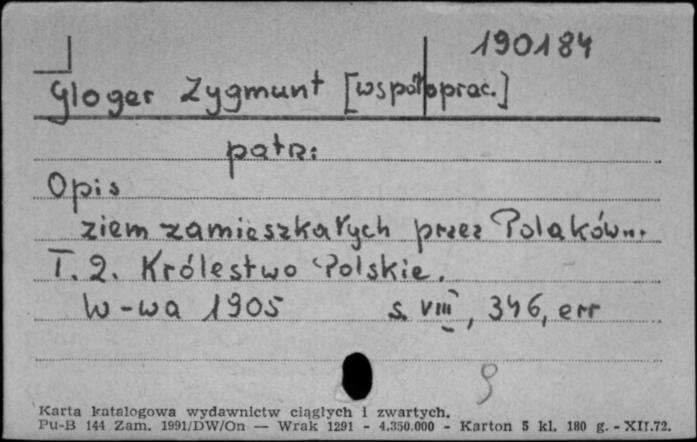 190184
Gloger Zygmunt [współoprac.]
patrz:
Opis
ziem zamieszkałych przez Polaków...
T. 2. Królestwo Polskie.
W-wa 1905 s. VIII, 346, err
Karta katalogowa wydawnictw ciągłych i zwartych.
Pu-B 144 Zam. 1991/DW/On — Wrak 1291 - 4.350.000 - Karton 5 kl. 180 g. - XII.72.